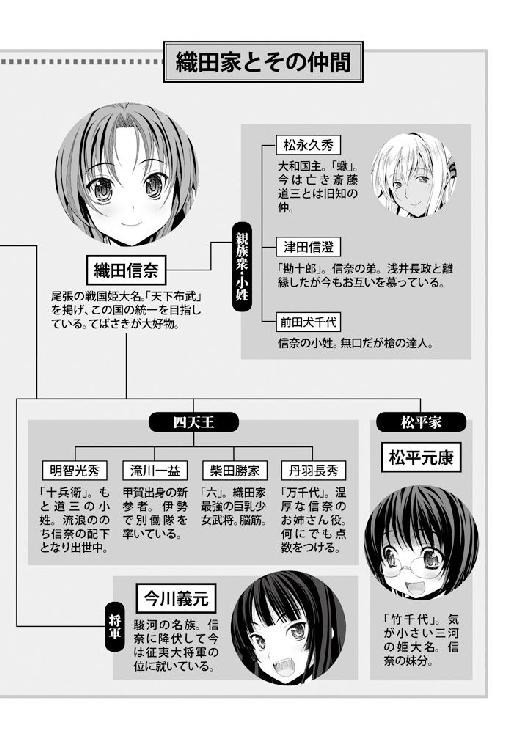 織田家とその仲間
織田信奈
尾張の戦国姫大名。「天下布武」
を掲げ、この国の統一を目指し
ている。てばさきが大好物。
親族衆・小姓
松永久秀
大和国主。「蠍」。
今は亡き斎藤
道三とは旧知の
仲。
津田信澄
「勘十郎」。信奈の弟。浅井長政と離
縁したが今もお互いを慕っている。
前田犬千代
信奈の小姓。無口だが槍の達人。
四天王
明智光秀
「十兵衛」。も
と道三の小
姓。流浪のの
ち信奈の配下
となり出世中。
滝川一益
甲賀出身の新
参者。伊勢
で別働隊を
率いている。
柴田勝家
「六」。織田家
最強の巨乳少
女武将。脳筋。
丹羽長秀
「万千代」。温
厚な信奈の
お姉さん役。
何にでも点
数をつける。
松平家
松平元康
「竹千代」。気
が小さい三河
の姫大名。信
奈の妹分。
将軍
今川義元
駿河の名族。信
奈に降伏して今
は征夷大将軍の
位に就いている。